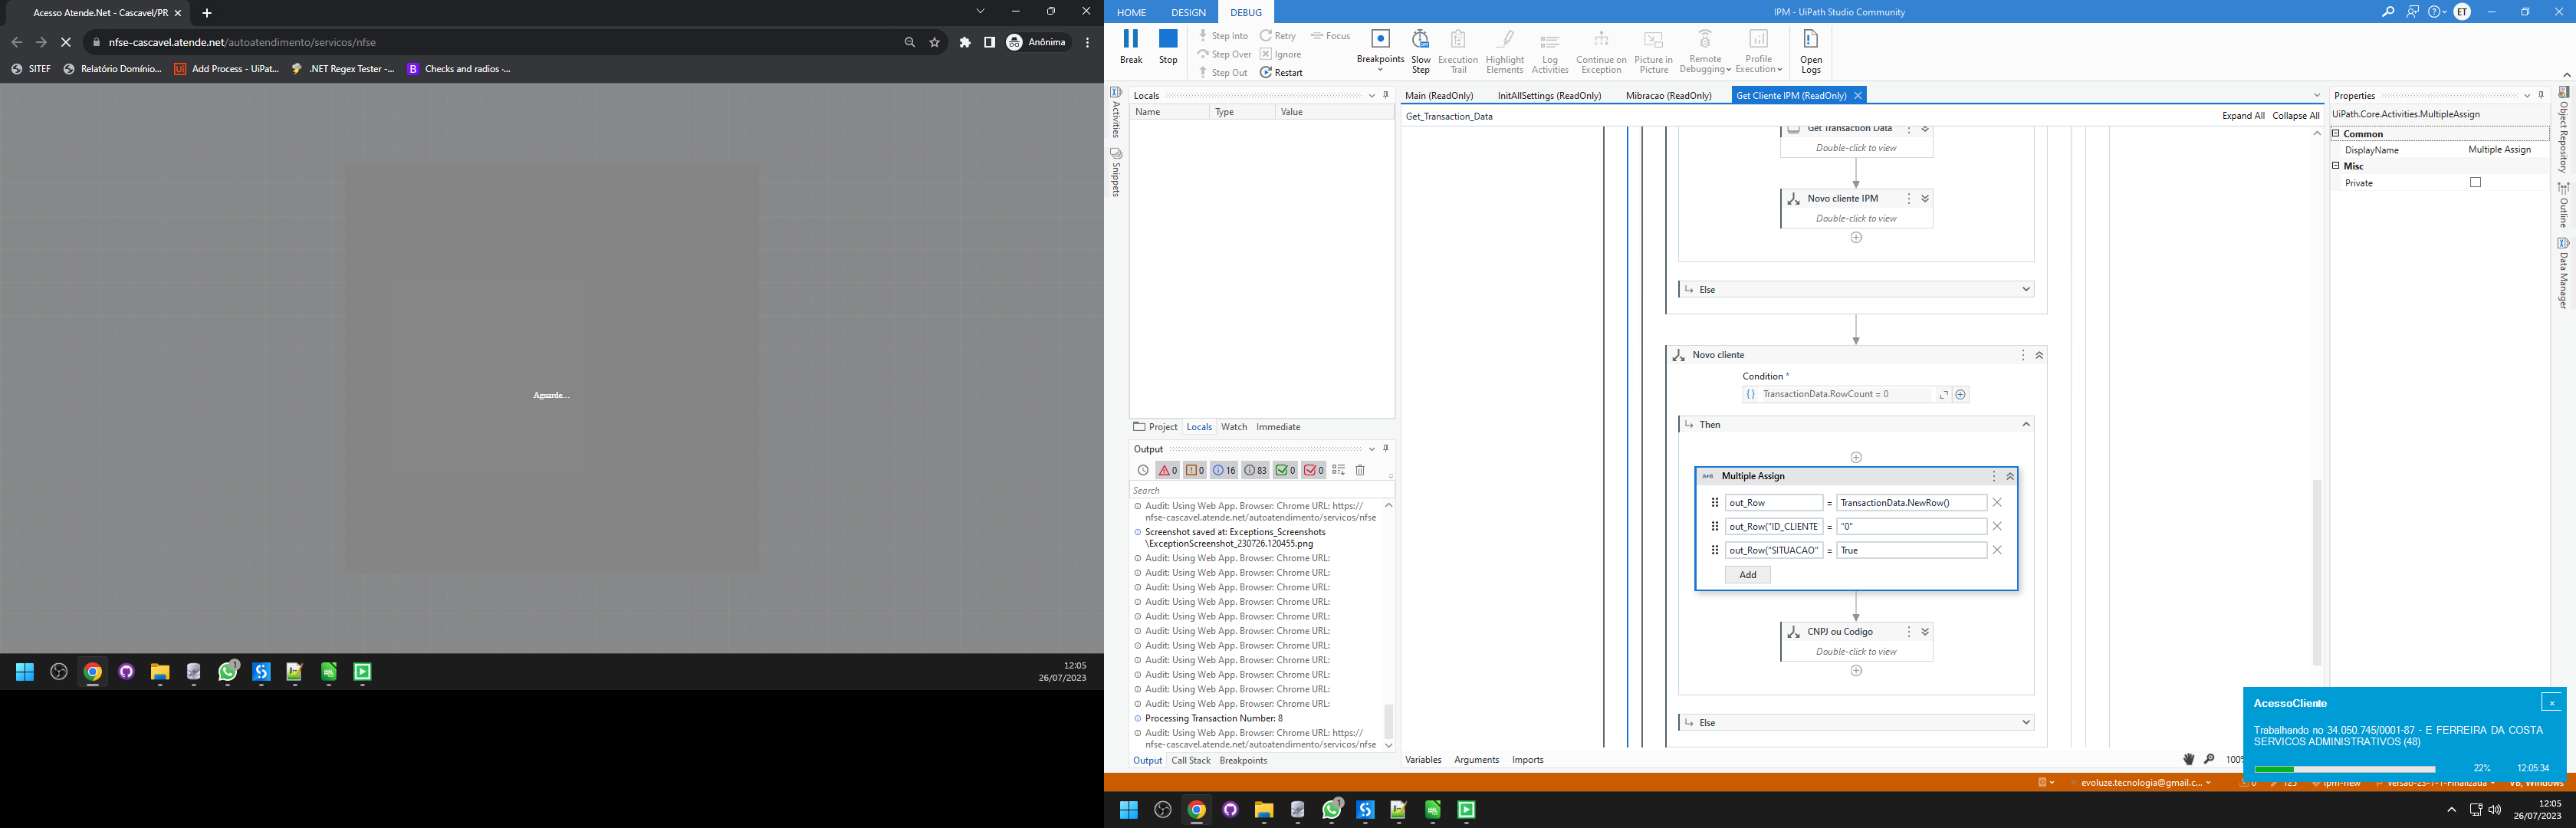 Acesso Atende.Net - Cascavel/PR
nfse-cascavel.atende.net/autoatendimento/servicos/nfse
Anônima
SITEF
Relatório Domínio...
Add Process - UiPat...
.NET Regex Tester -...
Checks and radios ·...
Aguarde...
12:05
26/07/2023
HOME DESIGN DEBUG
IPM - UiPath Studio Community
ET
Break
Stop
Step Into
Step Over
Step Out
Retry
Ignore
Restart
Focus
Breakpoints
Slow Step
Execution Trail
Highlight Elements
Log Activities
Continue on Exception
Picture in Picture
Remote Debugging
Profile Execution
Open Logs
Activities
Snippets
Locals
Name Type Value
Project Locals Watch Immediate
Output
0 0 16 83 0 0
Search
Audit: Using Web App. Browser: Chrome URL: https://
nfse-cascavel.atende.net/autoatendimento/servicos/nfse
Screenshot saved at: Exceptions_Screenshots
\ExceptionScreenshot_230726.120455.png
Audit: Using Web App. Browser: Chrome URL:
Audit: Using Web App. Browser: Chrome URL:
Audit: Using Web App. Browser: Chrome URL:
Audit: Using Web App. Browser: Chrome URL:
Audit: Using Web App. Browser: Chrome URL:
Audit: Using Web App. Browser: Chrome URL:
Audit: Using Web App. Browser: Chrome URL:
Audit: Using Web App. Browser: Chrome URL:
Audit: Using Web App. Browser: Chrome URL:
Audit: Using Web App. Browser: Chrome URL:
Audit: Using Web App. Browser: Chrome URL:
Processing Transaction Number: 8
Audit: Using Web App. Browser: Chrome URL: https://
nfse-cascavel.atende.net/autoatendimento/servicos/nfse
Output Call Stack Breakpoints
Main (ReadOnly) InitAllSettings (ReadOnly) Mibracao (ReadOnly) Get Cliente IPM (ReadOnly)
Get_Transaction_Data
Expand All Collapse All
Get Transaction Data
Double-click to view
Novo cliente IPM
Double-click to view
Else
Novo cliente
Condition *
TransactionData.RowCount = 0
Then
Multiple Assign
out_Row = TransactionData.NewRow()
out_Row("ID_CLIENTE" = "0"
out_Row("SITUACAO" = True
Add
CNPJ ou Codigo
Double-click to view
Else
Variables Arguments Imports
100%
Properties
UiPath.Core.Activities.MultipleAssign
Common
DisplayName Multiple Assign
Misc
Private
Object Repository
Outline
Data Manager
AcessoCliente
Trabalhando no 34.050.745/0001-87 - E FERREIRA DA COSTA
SERVICOS ADMINISTRATIVOS (48)
22% 12:05:34
evoluze.tecnologia@gmail.c...
12:05
26/07/2023